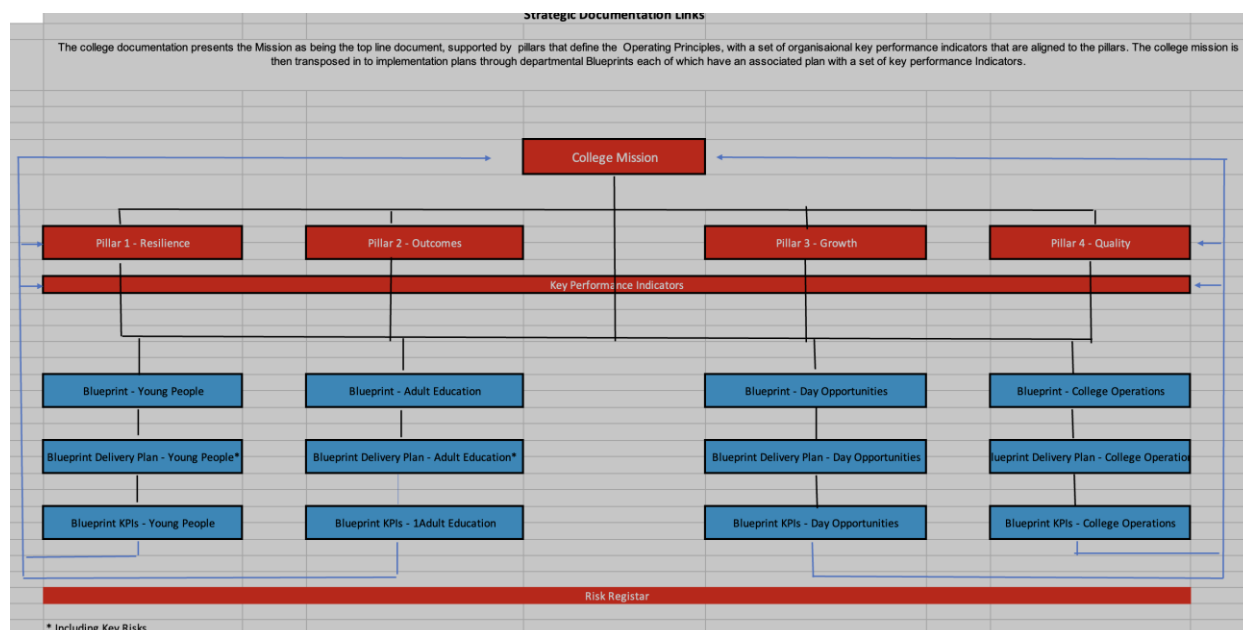 Strategic Documentation Links
The college documentation presents the Mission as being the top line document, supported by pillars that define the Operating Principles, with a set of organisaional key performance indicators that are aligned to the pillars. The college mission is
then transposed in to implementation plans through departmental Blueprints each of which have an associated plan with a set of key performance Indicators.
College Mission
Pillar 1 - Resilience
Pillar 2 - Outcomes
Pillar 3 - Growth
Pillar 4 - Quality
Key Performance Indicators
Blueprint - Young People
Blueprint - Adult Education
Blueprint - Day Opportunities
Blueprint - College Operations
Blueprint Delivery Plan - Young People*
Blueprint Delivery Plan - Adult Education*
Blueprint Delivery Plan - Day Opportunities
lueprint Delivery Plan - College Operatio
Blueprint KPIs - Young People
Blueprint KPIs - 1Adult Education
Blueprint KPIs - Day Opportunities
Blueprint KPIs - College Operations
Risk Registar
* Including Key Risks